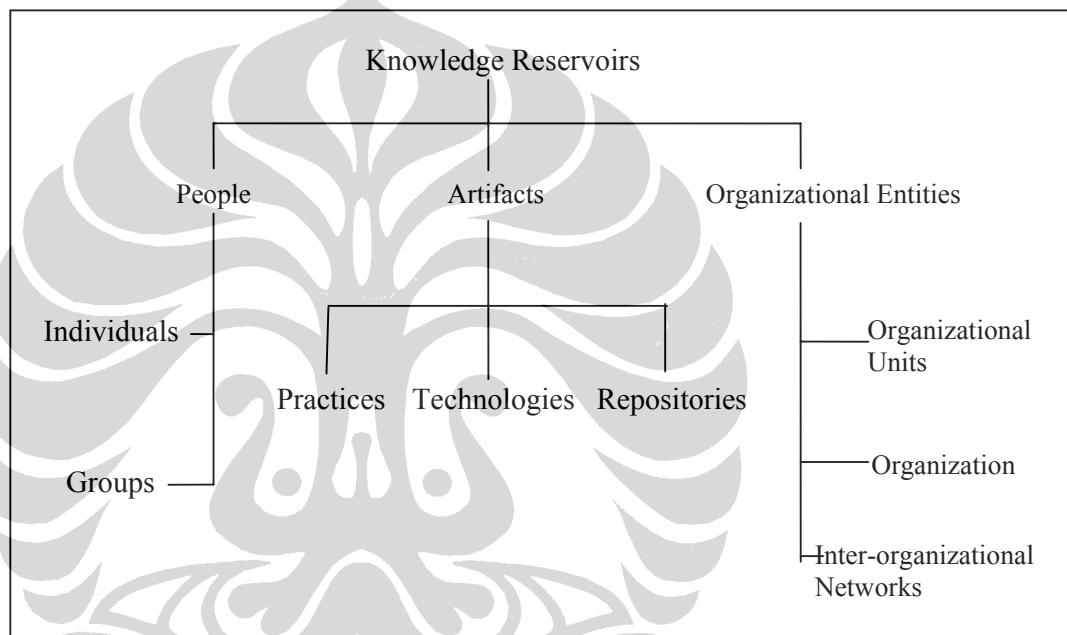 Knowledge Reservoirs
People
Artifacts
Organizational Entities
Individuals
Groups
Practices
Technologies
Repositories
Organizational
Units
Organization
Inter-organizational
Networks